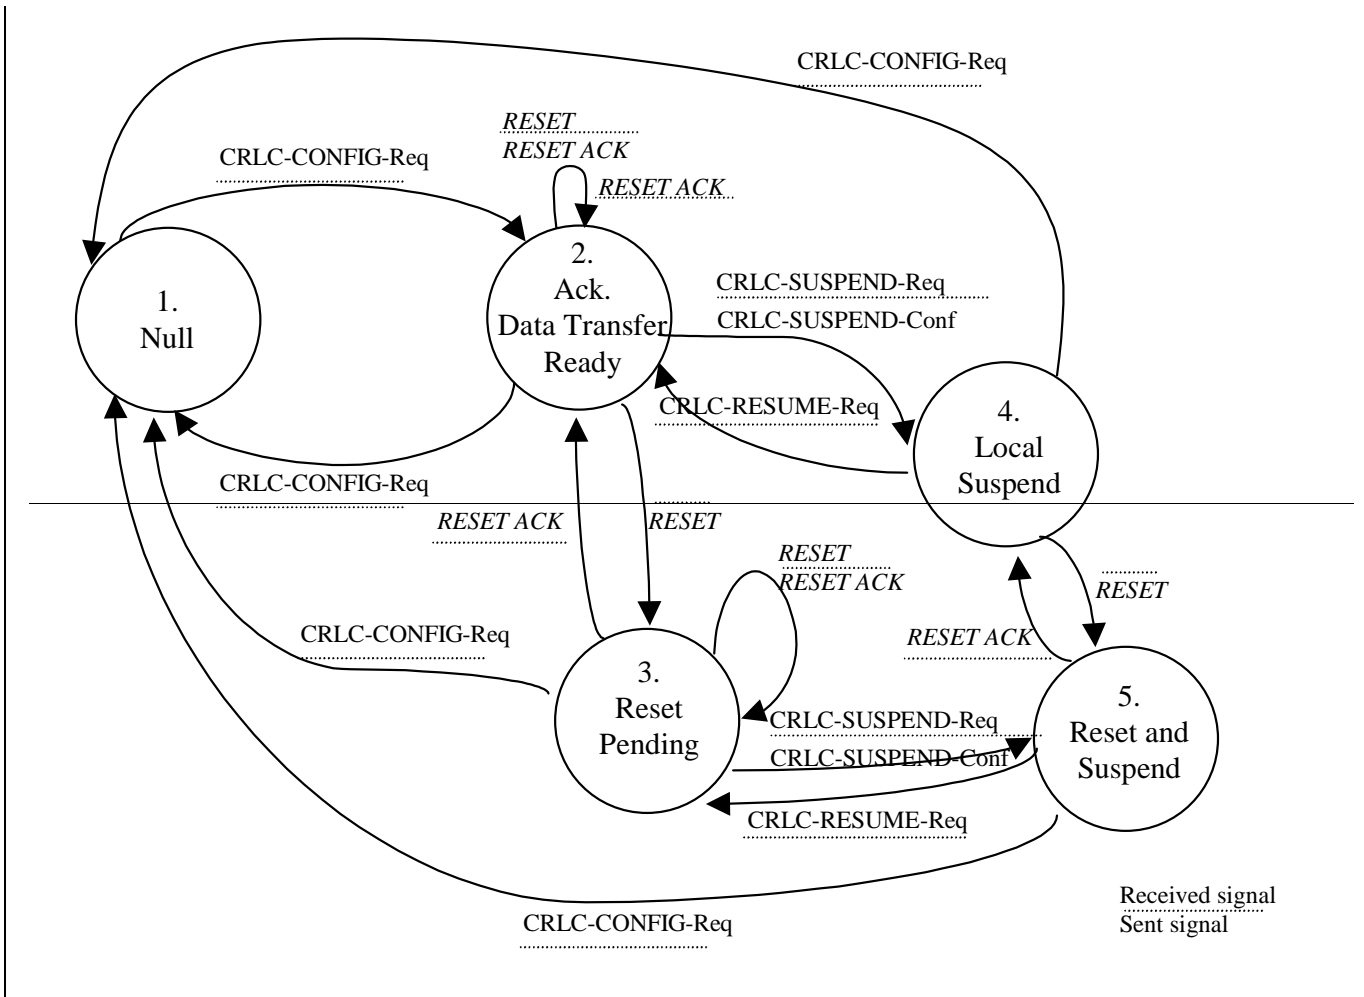 CRLC-CONFIG-Req
RESET
RESET ACK
CRLC-CONFIG-Req
RESET ACK
1.
Null
2.
Ack.
Data Transfer
Ready
CRLC-SUSPEND-Req
CRLC-SUSPEND-Conf
CRLC-RESUME-Req
4.
Local
Suspend
CRLC-CONFIG-Req
RESET ACK
RESET
RESET
RESET ACK
RESET
RESET ACK
CRLC-CONFIG-Req
3.
Reset
Pending
CRLC-SUSPEND-Req
CRLC-SUSPEND-Conf
5.
Reset and
Suspend
CRLC-RESUME-Req
CRLC-CONFIG-Req
Received signal
Sent signal